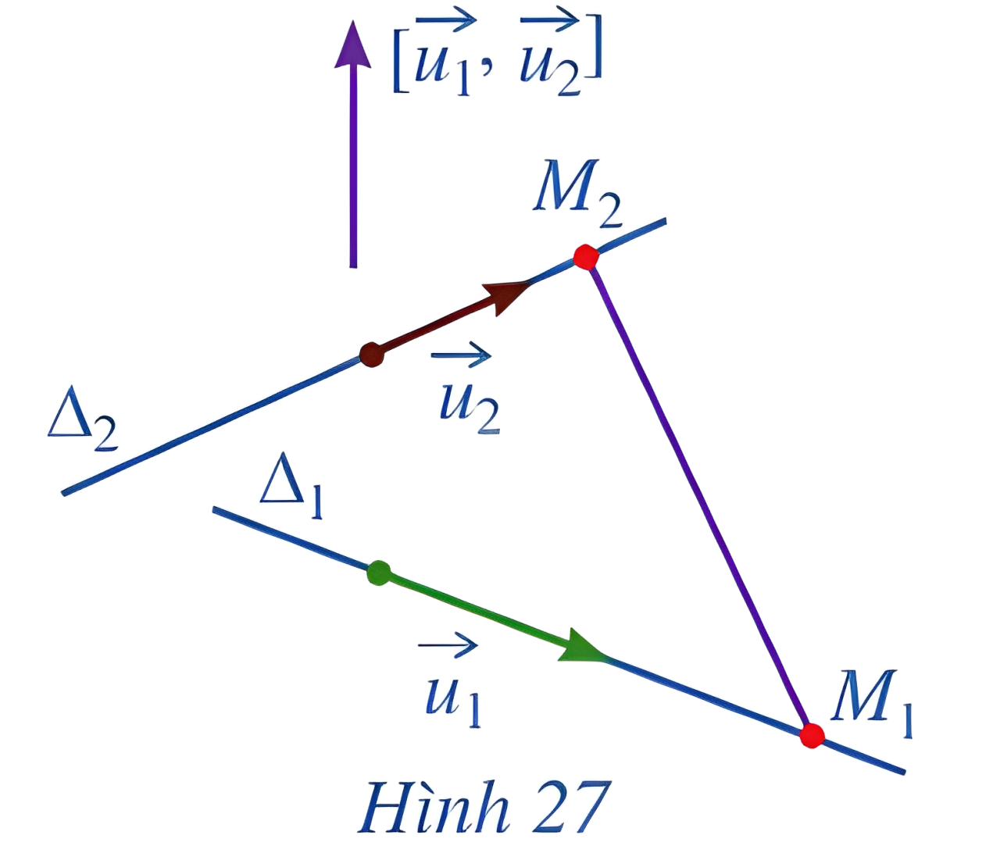 [u₁⃗, u₂⃗]
M₂
u₂⃗
Δ₂
Δ₁
u₁⃗
M₁
Hình 27